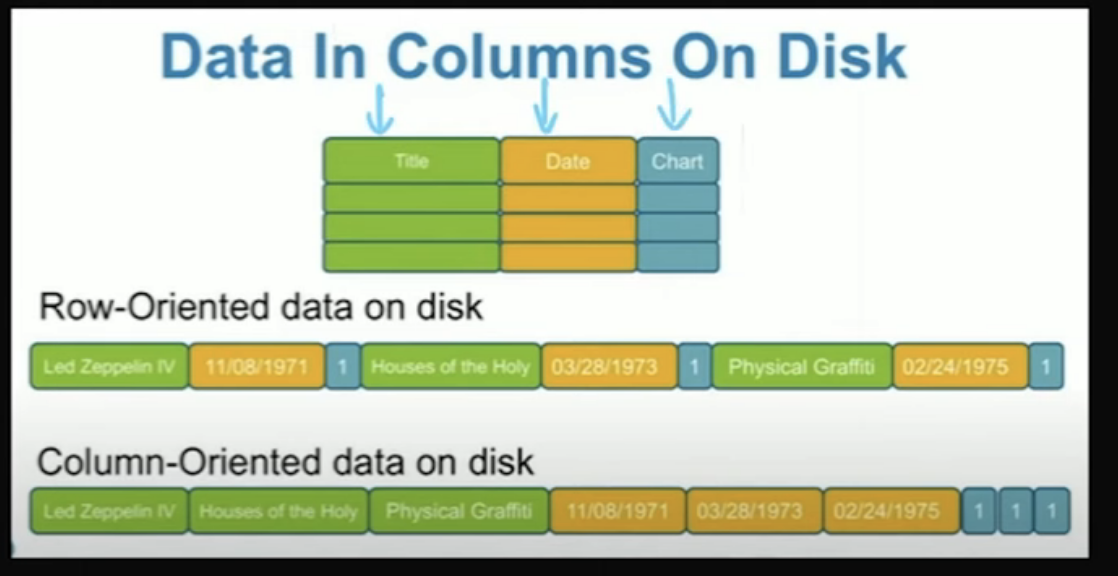 Data In Columns On Disk
Title Date Chart
Row-Oriented data on disk
Led Zeppelin IV 11/08/1971 1 Houses of the Holy 03/28/1973 1 Physical Graffiti 02/24/1975 1
Column-Oriented data on disk
Led Zeppelin IV Houses of the Holy Physical Graffiti 11/08/1971 03/28/1973 02/24/1975 1 1 1